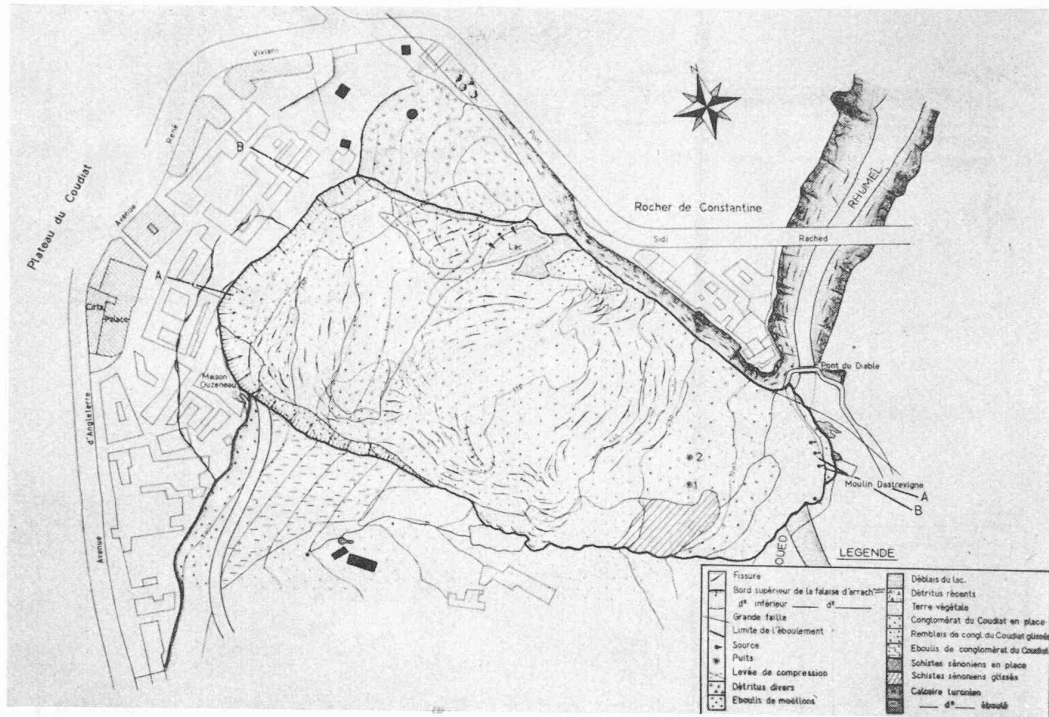 Viviani
René
Avenue
Plateau du Coudiat
B
A
Cirta
Palace
Maison
Ouzeneau
d'Angleterre
Avenue
N
Pont
Rocher de Constantine
Sidi
Rached
RHUMEL
Lac
Pont du Diable
2
1
Moulin Dastrevigne
A
B
OUED
LEGENDE
Fissure
Bord supérieur de la falaise d'arrach
d° inférieur d°
Grande faille
Limite de l'éboulement
Source
Puits
Levée de compression
Détritus divers
Eboulis de moellons
Déblais du lac.
Détritus récents
Terre végétale
Conglomérat du Coudiat en place
Remblais de congl. du Coudiat glissés
Eboulis de conglomérat du Coudiat
Schistes sénoniens en place
Schistes sénoniens glissés
Calcaire turonien
d° éboulé